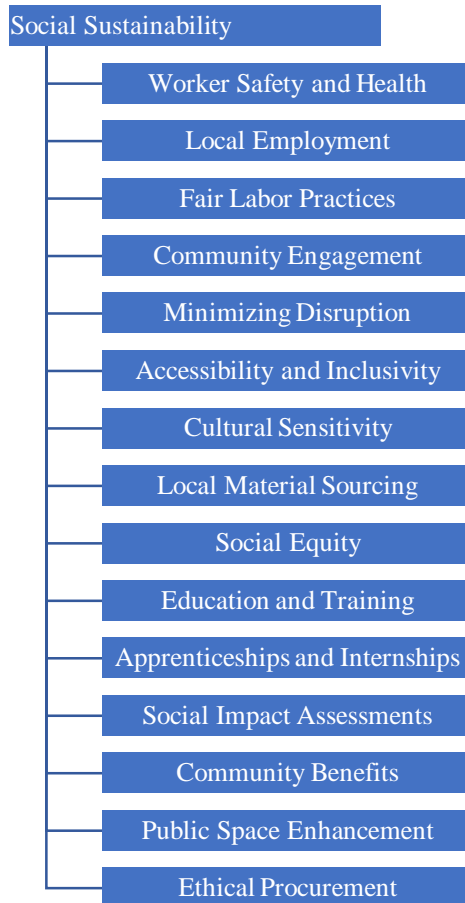 Social Sustainability
Worker Safety and Health
Local Employment
Fair Labor Practices
Community Engagement
Minimizing Disruption
Accessibility and Inclusivity
Cultural Sensitivity
Local Material Sourcing
Social Equity
Education and Training
Apprenticeships and Internships
Social Impact Assessments
Community Benefits
Public Space Enhancement
Ethical Procurement